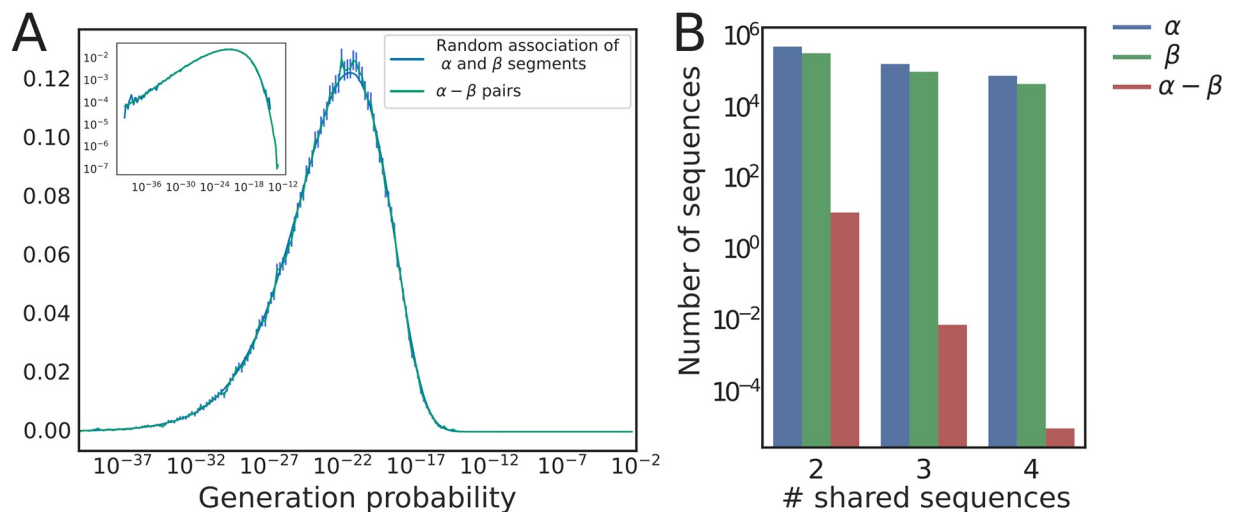 A
0.12
0.10
0.08
0.06
0.04
0.02
0.00
10⁻²
10⁻³
10⁻⁴
10⁻⁵
10⁻⁶
10⁻⁷
10⁻³⁶ 10⁻³⁰ 10⁻²⁴ 10⁻¹⁸ 10⁻¹²
Random association of
α and β segments
α − β pairs
10⁻³⁷ 10⁻³² 10⁻²⁷ 10⁻²² 10⁻¹⁷ 10⁻¹² 10⁻⁷ 10⁻²
Generation probability
B
Number of sequences
10⁶
10⁴
10²
10⁰
10⁻²
10⁻⁴
2 3 4
# shared sequences
α
β
α − β